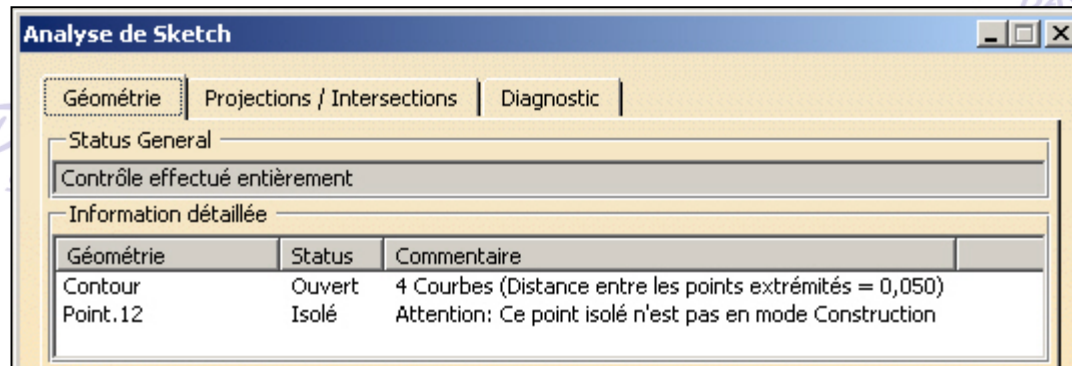 Analyse de Sketch
Géométrie Projections / Intersections Diagnostic
Status General
Contrôle effectué entièrement
Information détaillée
Géométrie Status Commentaire
Contour Ouvert 4 Courbes (Distance entre les points extrémités = 0,050)
Point.12 Isolé Attention: Ce point isolé n'est pas en mode Construction